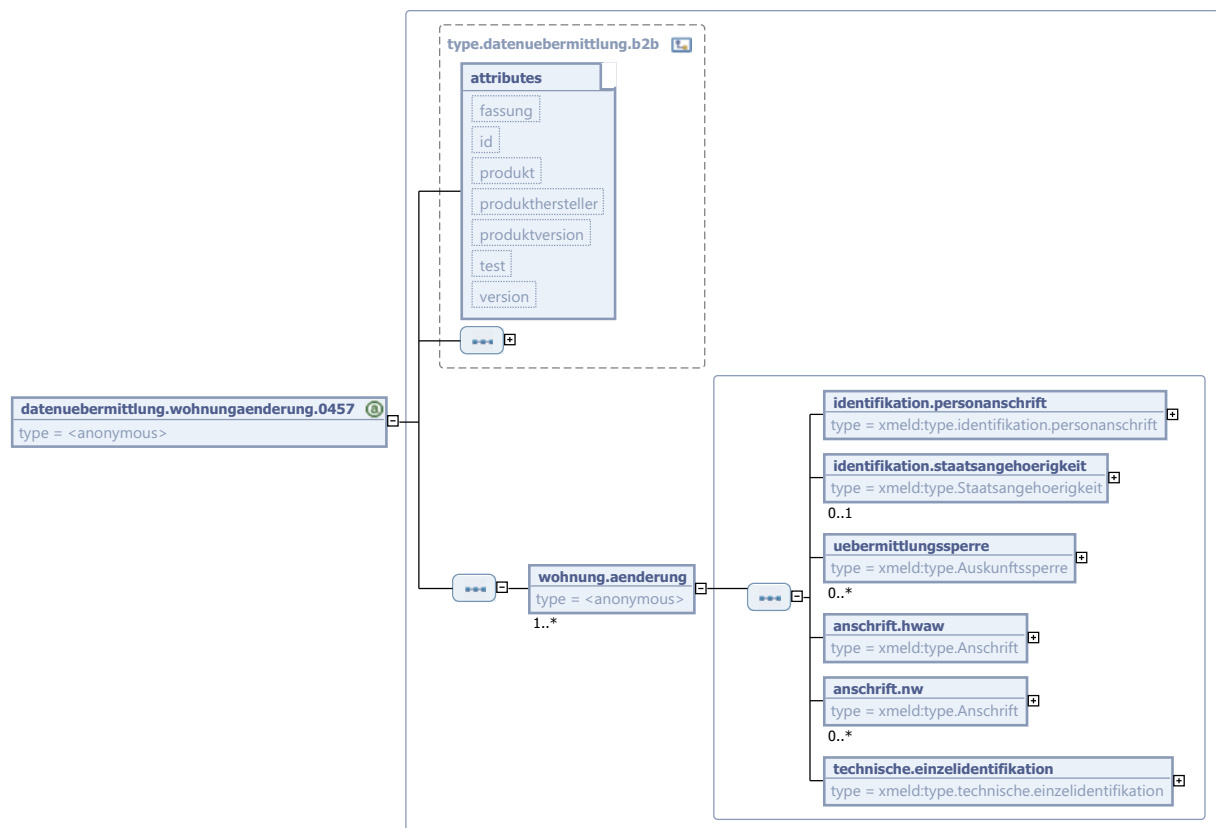 type.datenuebermittlung.b2b
attributes
fassung
id
produkt
produkthersteller
produktversion
test
version
datenuebermittlung.wohnungaenderung.0457
type = <anonymous>
wohnung.aenderung
type = <anonymous>
1..*
identifikation.personanschrift
type = xmeld:type.identifikation.personanschrift
identifikation.staatsangehoerigkeit
type = xmeld:type.Staatsangehoerigkeit
0..1
uebermittlungssperre
type = xmeld:type.Auskunftssperre
0..*
anschrift.hwaw
type = xmeld:type.Anschrift
anschrift.nw
type = xmeld:type.Anschrift
0..*
technische.einzelidentifikation
type = xmeld:type.technische.einzelidentifikation